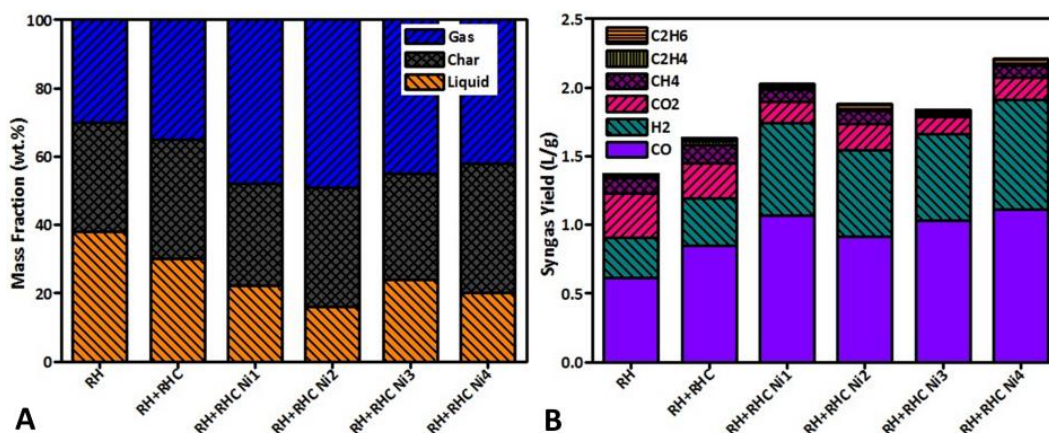 100
80
60
40
20
0
Mass Fraction (wt.%)
Gas
Char
Liquid
RH
RH+RHC
RH+RHC Ni1
RH+RHC Ni2
RH+RHC Ni3
RH+RHC Ni4
A
2.5
2.0
1.5
1.0
0.5
0.0
Syngas Yield (L/g)
C2H6
C2H4
CH4
CO2
H2
CO
RH
RH+RHC
RH+RHC Ni1
RH+RHC Ni2
RH+RHC Ni3
RH+RHC Ni4
B